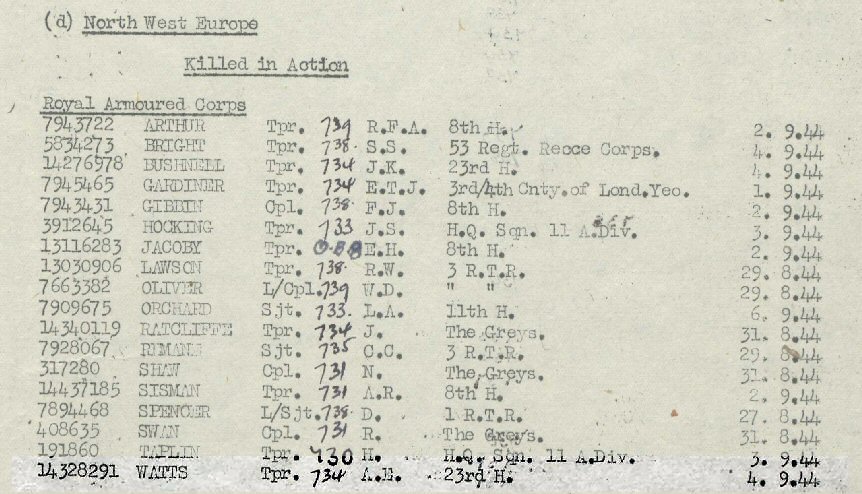 (d) North West Europe
Killed in Action
Royal Armoured Corps
7943722 ARTHUR Tpr. 739 R.F.A. 8th H. 2. 9.44
5834273 BRIGHT Tpr. 738 S.S. 53 Regt. Recce Corps. 4. 9.44
14276978 BUSHNELL Tpr. 734 J.K. 23rd H. 4. 9.44
7945465 GARDINER Tpr. 734 E.T.J. 3rd/4th Cnty.of Lond.Yeo. 1. 9.44
7943431 GIBBIN Cpl. 738 F.J. 8th H. 2. 9.44
3912645 HOCKING Tpr. 733 J.S. H.Q. Sqn. 11 A.Div. 3. 9.44
13116283 JACOBY Tpr. E.H. 8th H. 2. 9.44
13030906 LAWSON Tpr. 738 R.W. 3 R.T.R. 29. 8.44
7663382 OLIVER L/Cpl. 739 W.D. " " 29. 8.44
7909675 ORCHARD Sjt. 733. L.A. 11th H. 6. 9.44
14340119 RATCLIFFE Tpr. 734 J. The Greys. 31. 8.44
7928067 Sjt. 735 C.C. 3 R.T.R. 29. 8.44
317280 SHAW Cpl. 731 N. The Greys. 31. 8.44
14437185 SISMAN Tpr. 731 A.R. 8th H. 2. 9.44
7894468 SPENCER L/Sjt. 738 D. 1 R.T.R. 27. 8.44
408635 SWAN Cpl. 731 R. The Greys. 31. 8.44
191860 TAPLIN Tpr. 730 H. H.Q. Sqn. 11 A.Div. 3. 9.44
14328291 WATTS Tpr. 734 A.E. 23rd H. 4. 9.44